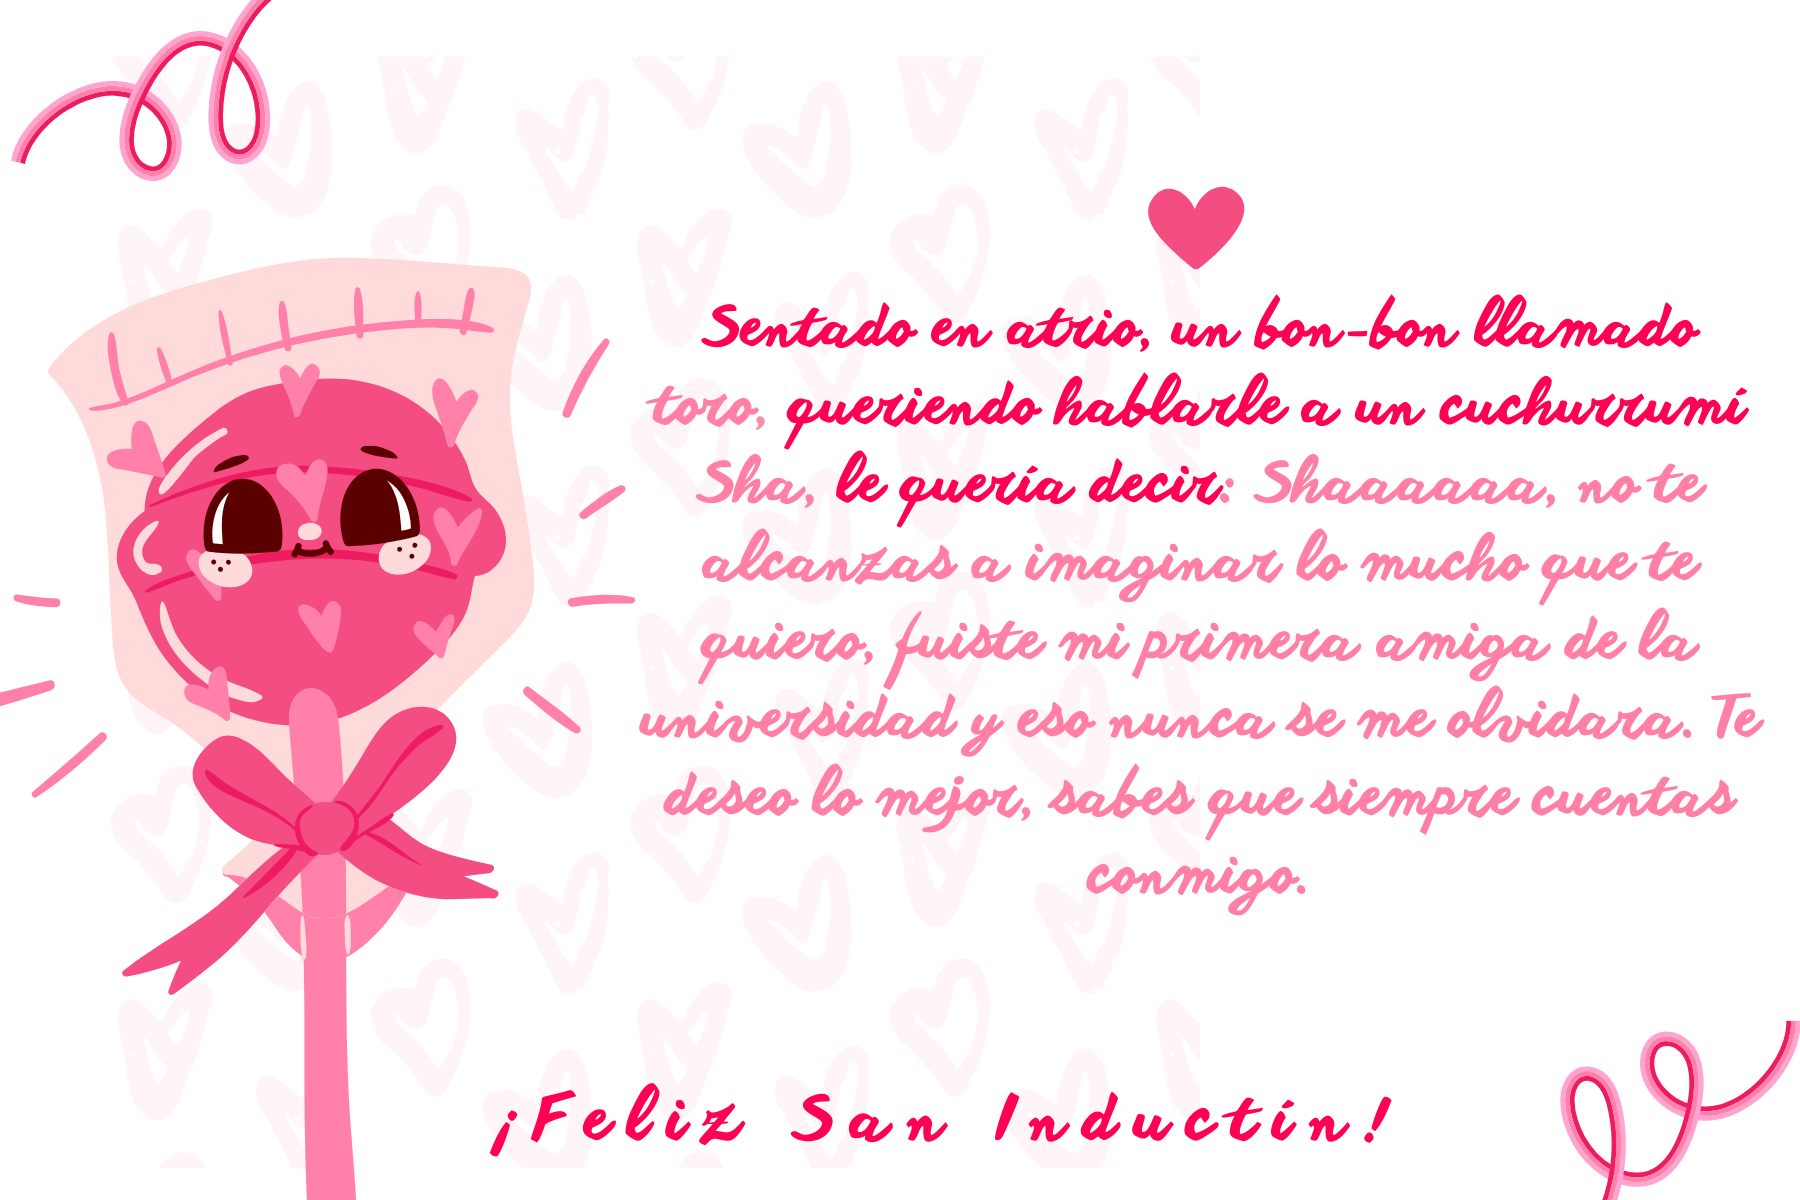 Sentado en atrio, un bon-bon llamado
toro, queriendo hablarle a un cuchurrumí
Sha, le quería decir: Shaaaaaaa, no te
alcanzas a imaginar lo mucho que te
quiero, fuiste mi primera amiga de la
universidad y eso nunca se me olvidara. Te
deseo lo mejor, sabes que siempre cuentas
conmigo.
¡Feliz San Inductín!